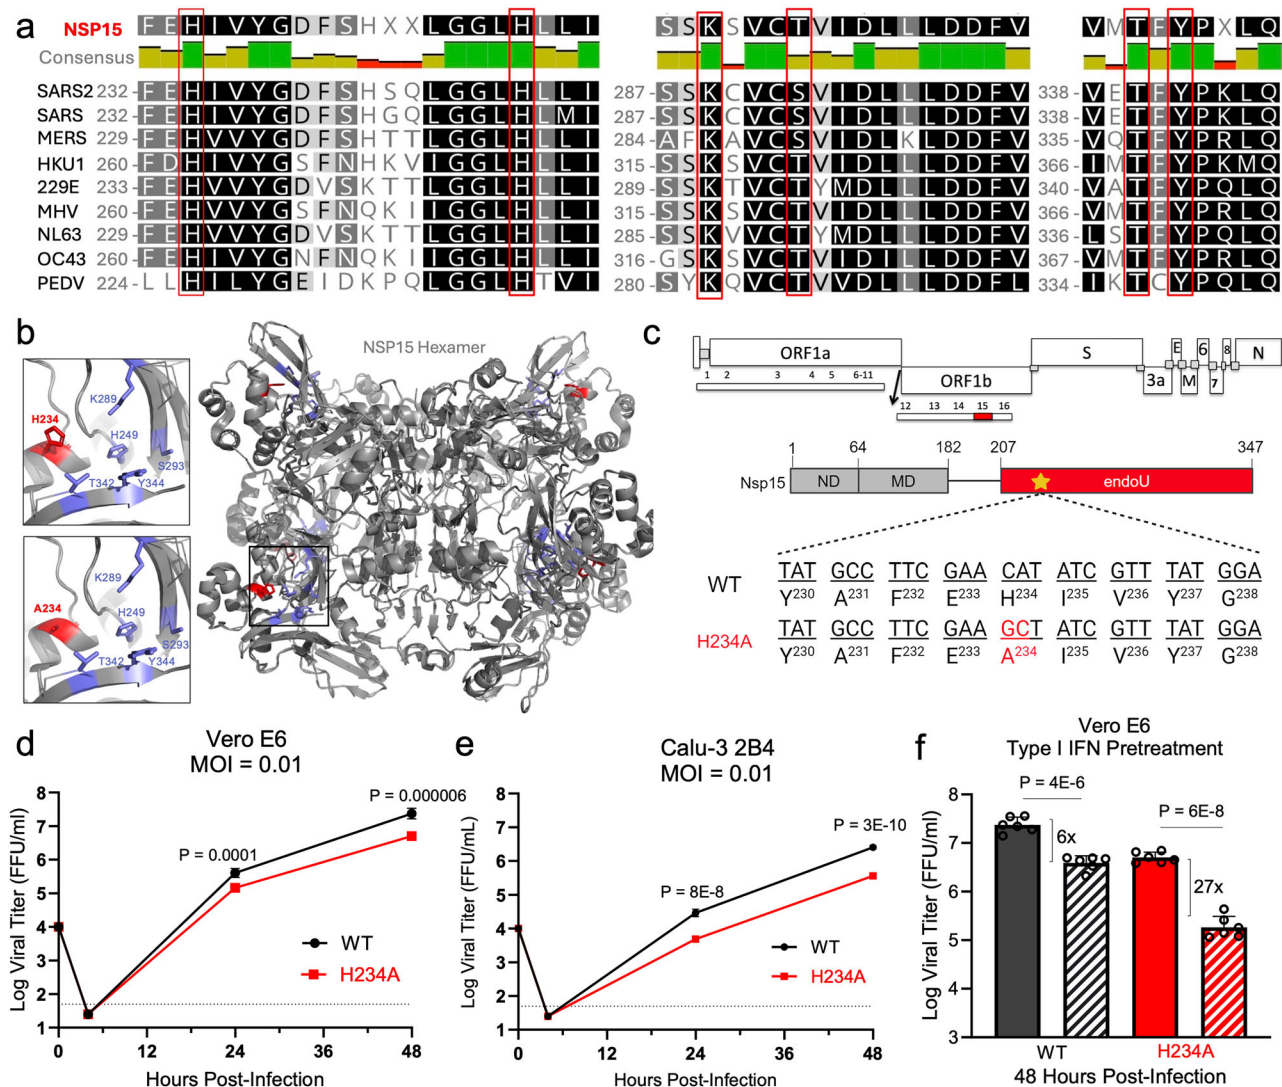 a
NSP15 F E H I V Y G D F S H X X L G G L H L L I S S K S V C T V I D L L L D D F V V M T F Y P X L Q
Consensus
SARS2 232 - F E H I V Y G D F S H S Q L G G L H L L I 287 - S S K C V C S V I D L L L D D F V 338 - V E T F Y P K L Q
SARS 232 - F E H I V Y G D F S H G Q L G G L H L M I 287 - S S K C V C S V I D L L L D D F V 338 - V E T F Y P K L Q
MERS 229 - F E H V V Y G D F S H T T L G G L H L L I 284 - A F K A V C S V I D L K L D D F V 335 - V Q T F Y P R L Q
HKU1 260 - F D H I V Y G S F N H K V I G G L H L L I 315 - S S K S V C T V I D L L L D D F V 366 - I M T F Y P K M Q
229E 233 - F E H V V Y G D V S K T T L G G L H L L I 289 - S S K T V C T Y M D L L L D D F V 340 - V A T F Y P Q L Q
MHV 260 - F E H V V Y G S F N Q K I I G G L H L L I 315 - S S K S V C T V I D L L L D D F V 366 - V M T F Y P R L Q
NL63 229 - F E H V V Y G D V S K T T L G G L H L L I 285 - S S K V V C T Y M D L L L D D F V 336 - L S T F Y P Q L Q
OC43 260 - F E H I V Y G N F N Q K I I G G L H L L I 316 - G S K S V C T V I D I L L D D F V 367 - V M T F Y P R L Q
PEDV 224 - L L H I L Y G E I D K P Q L G G L H T V I 280 - S Y K Q V C T V V D L L L D D F V 334 - I K T C Y P Q L Q
b
NSP15 Hexamer
K289
H234
H249
S293
T342 Y344
K289
A234
H249
S293
T342 Y344
c
ORF1a S E 6 8 N
1 2 3 4 5 6-11 ORF1b 3a M 7
12 13 14 15 16
1 64 182 207 347
Nsp15 ND MD endoU
WT TAT GCC TTC GAA CAT ATC GTT TAT GGA
Y230 A231 F232 E233 H234 I235 V236 Y237 G238
H234A TAT GCC TTC GAA GCT ATC GTT TAT GGA
Y230 A231 F232 E233 A234 I235 V236 Y237 G238
d
Vero E6
MOI = 0.01
Log Viral Titer (FFU/ml)
8
7
6
5
4
3
2
1
P = 0.000006
P = 0.0001
WT
H234A
0 12 24 36 48
Hours Post-Infection
e
Calu-3 2B4
MOI = 0.01
Log Viral Titer (FFU/mL)
8
7
6
5
4
3
2
1
P = 3E-10
P = 8E-8
WT
H234A
0 12 24 36 48
Hours Post-Infection
f
Vero E6
Type I IFN Pretreatment
Log Viral Titer (FFU/ml)
8
7
6
5
4
3
P = 4E-6
P = 6E-8
6x
27x
WT H234A
48 Hours Post-Infection